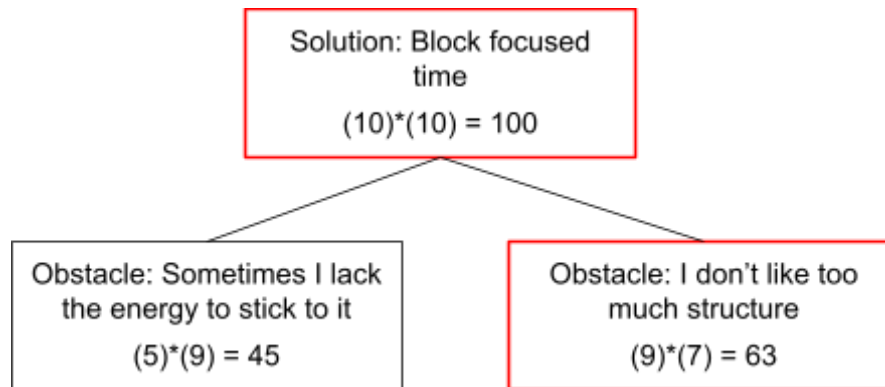 Solution: Block focused
time
(10)*(10) = 100
Obstacle: Sometimes I lack
the energy to stick to it
(5)*(9) = 45
Obstacle: I don’t like too
much structure
(9)*(7) = 63